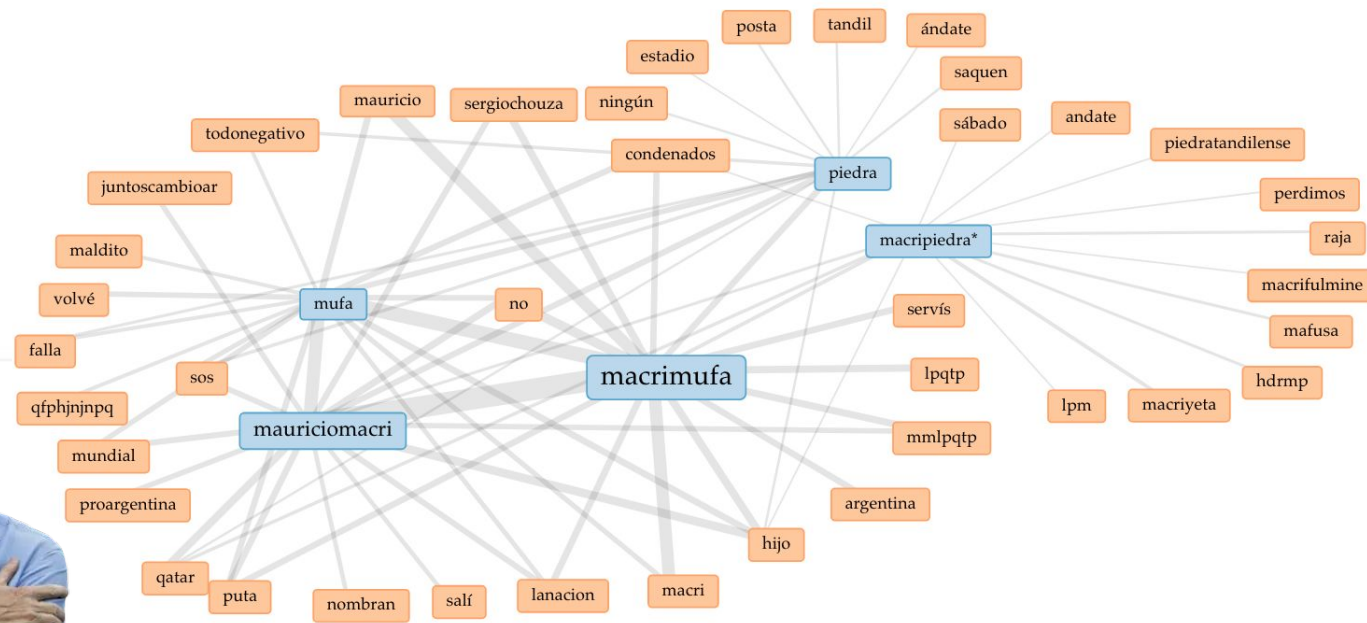 posta
tandil
ándate
estadio
saquen
mauricio
sergiochouza
ningún
sábado
andate
todonegativo
condenados
piedratandilense
piedra
juntoscambioar
perdimos
macripiedra*
raja
maldito
macrifulmine
volvé
mufa
no
servís
mafusa
falla
sos
macrimufa
lpqtp
hdrmp
qfphjnjnpq
lpm
macriyeta
mauriciomacri
mmlpqtp
mundial
proargentina
argentina
hijo
qatar
puta
nombran
salí
lanacion
macri